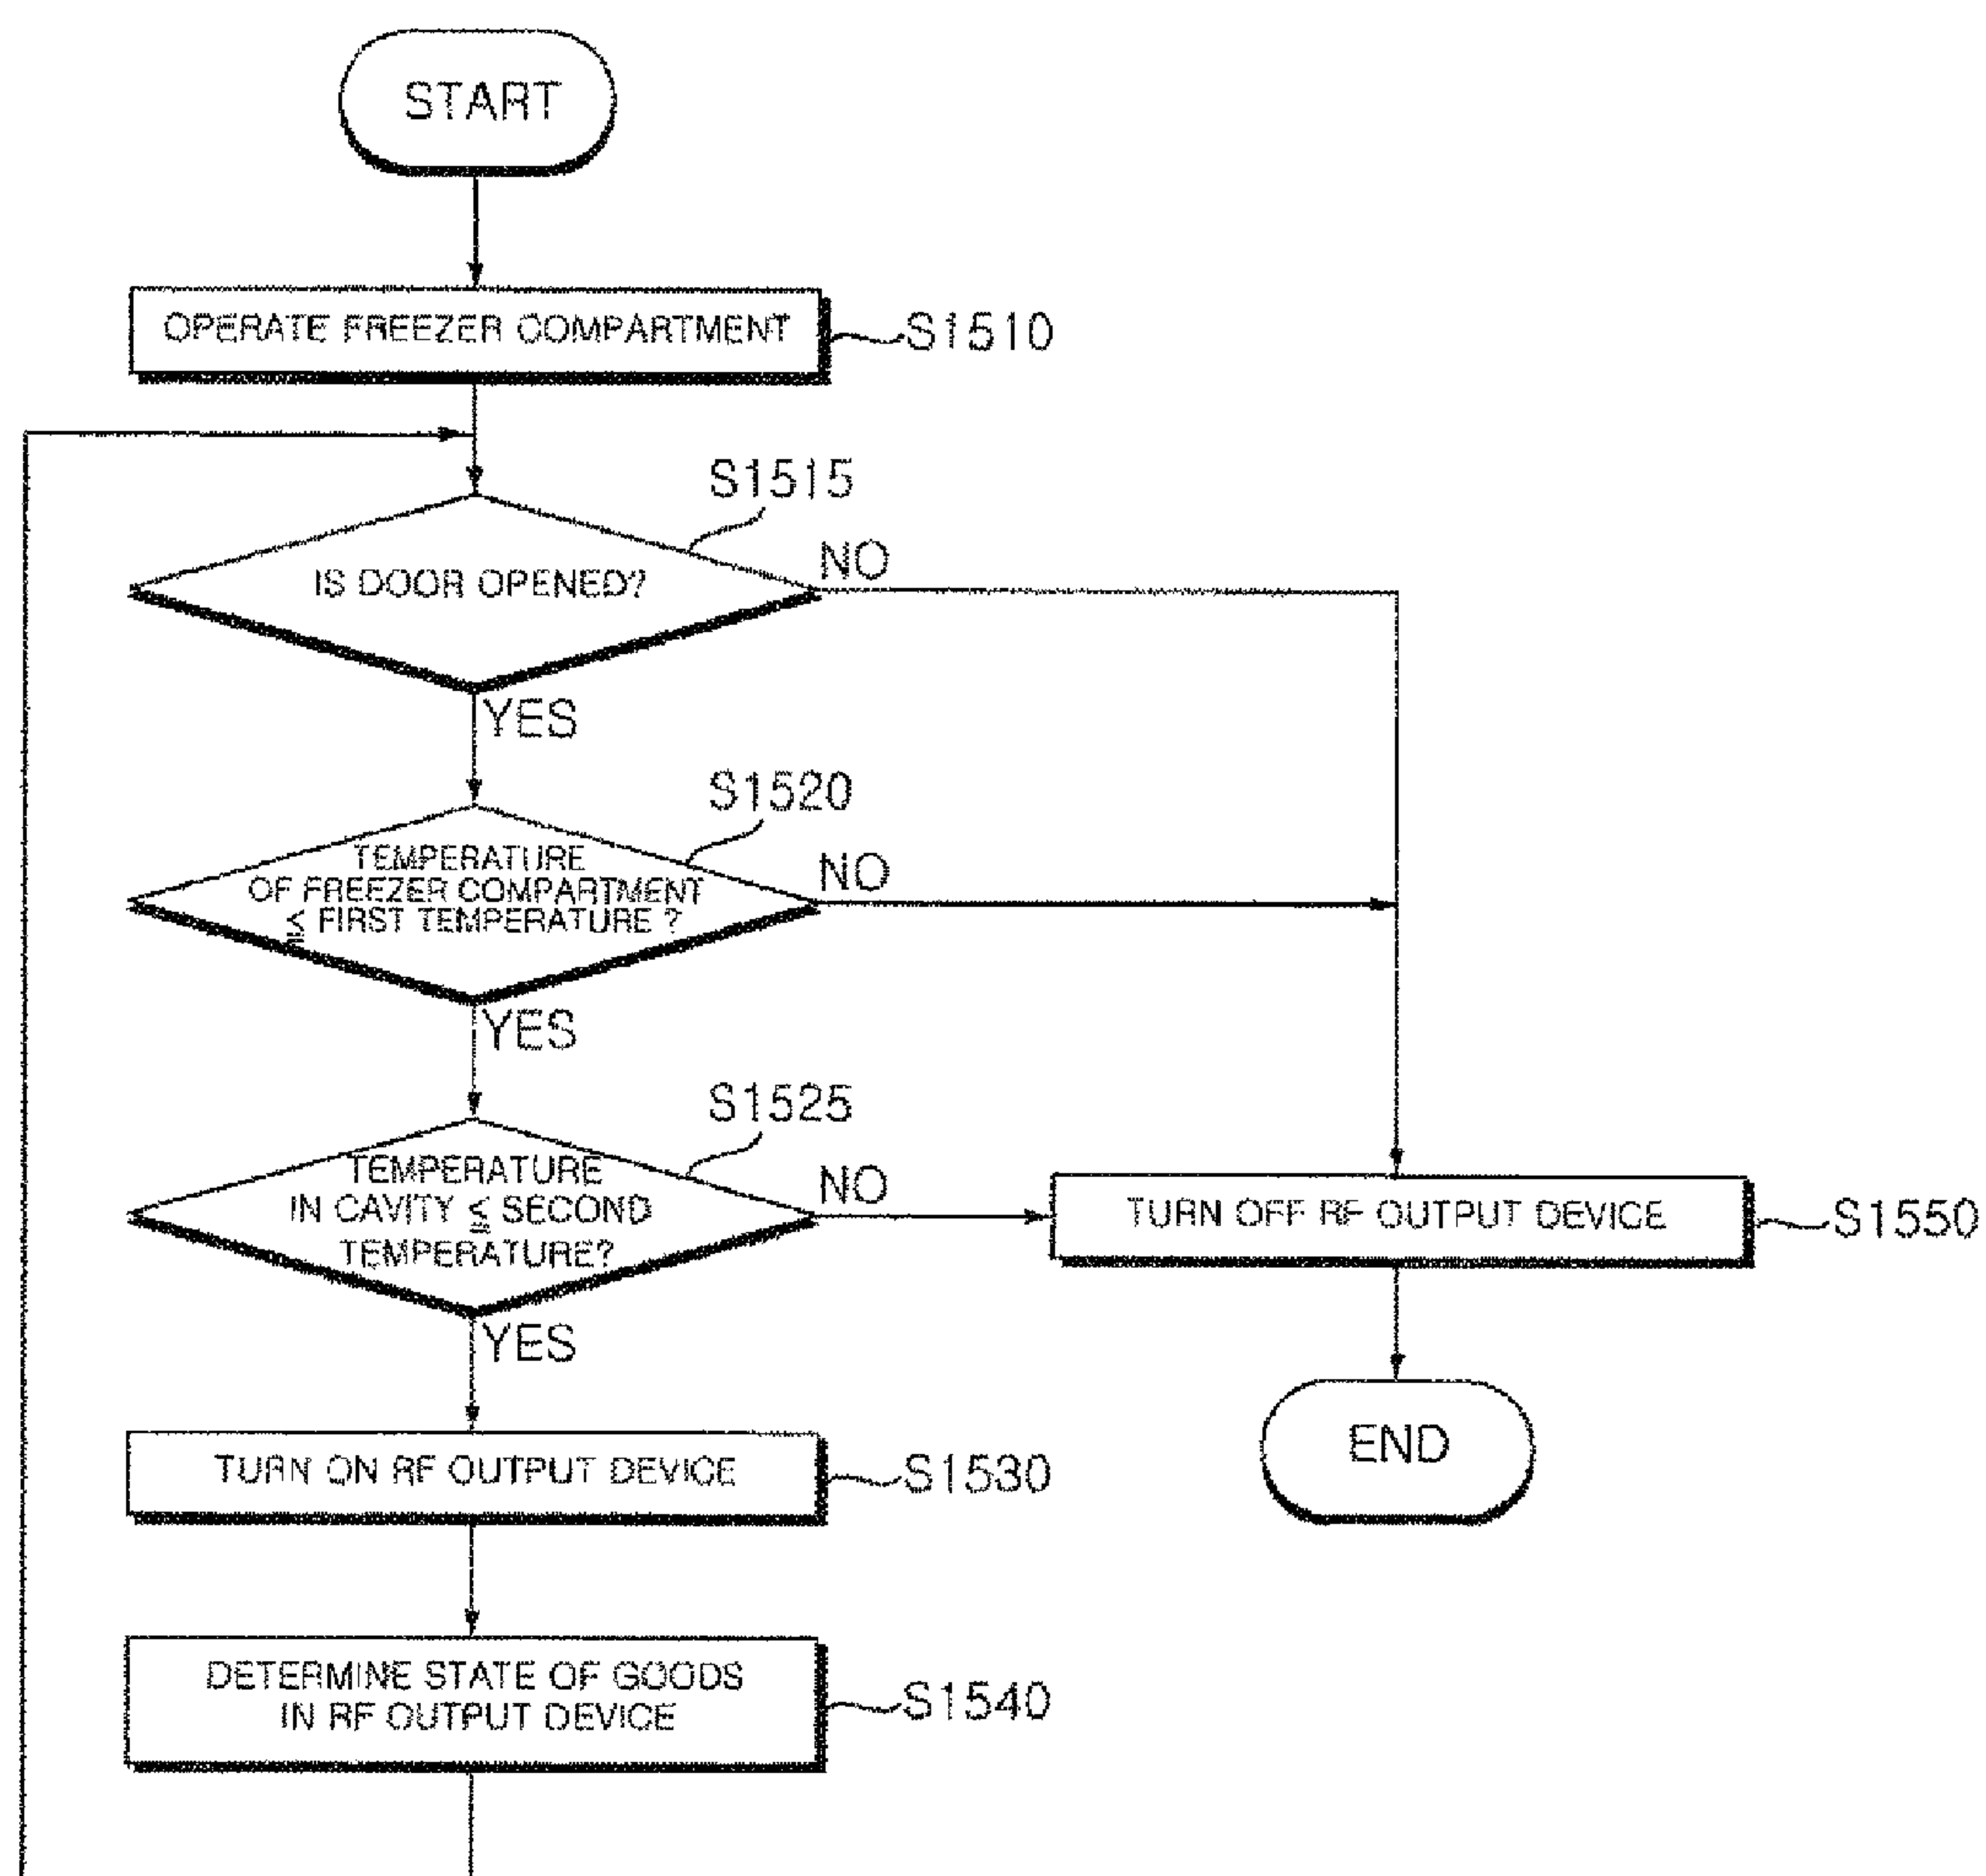 START
OPERATE FREEZER COMPARTMENT
S1510
S1515
IS DOOR OPENED?
NO
YES
S1520
TEMPERATURE
OF FREEZER COMPARTMENT
≦ FIRST TEMPERATURE ?
NO
YES
S1525
TEMPERATURE
IN CAVITY ≦ SECOND
TEMPERATURE?
NO
TURN OFF RF OUTPUT DEVICE
S1550
YES
END
TURN ON RF OUTPUT DEVICE
S1530
DETERMINE STATE OF GOODS
IN RF OUTPUT DEVICE
S1540